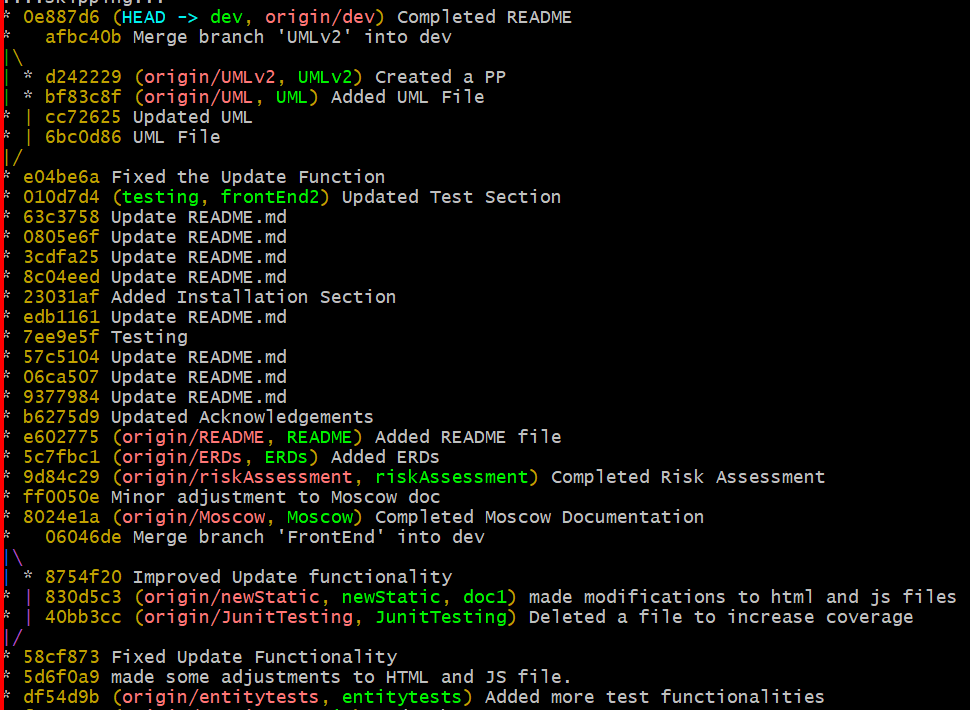 * 0e887d6 (HEAD -> dev, origin/dev) Completed README
*   afbc40b Merge branch 'UMLv2' into dev
|\
| * d242229 (origin/UMLv2, UMLv2) Created a PP
| * bf83c8f (origin/UML, UML) Added UML File
* | cc72625 Updated UML
* | 6bc0d86 UML File
|/
* e04be6a Fixed the Update Function
* 010d7d4 (testing, frontEnd2) Updated Test Section
* 63c3758 Update README.md
* 0805e6f Update README.md
* 3cdfa25 Update README.md
* 8c04eed Update README.md
* 23031af Added Installation Section
* edb1161 Update README.md
* 7ee9e5f Testing
* 57c5104 Update README.md
* 06ca507 Update README.md
* 9377984 Update README.md
* b6275d9 Updated Acknowledgements
* e602775 (origin/README, README) Added README file
* 5c7fbc1 (origin/ERDs, ERDs) Added ERDs
* 9d84c29 (origin/riskAssessment, riskAssessment) Completed Risk Assessment
* ff0050e Minor adjustment to Moscow doc
* 8024e1a (origin/Moscow, Moscow) Completed Moscow Documentation
*   06046de Merge branch 'FrontEnd' into dev
|\
| * 8754f20 Improved Update functionality
* | 830d5c3 (origin/newStatic, newStatic, doc1) made modifications to html and js files
* | 40bb3cc (origin/JunitTesting, JunitTesting) Deleted a file to increase coverage
|/
* 58cf873 Fixed Update Functionality
* 5d6f0a9 made some adjustments to HTML and JS file.
* df54d9b (origin/entitytests, entitytests) Added more test functionalities